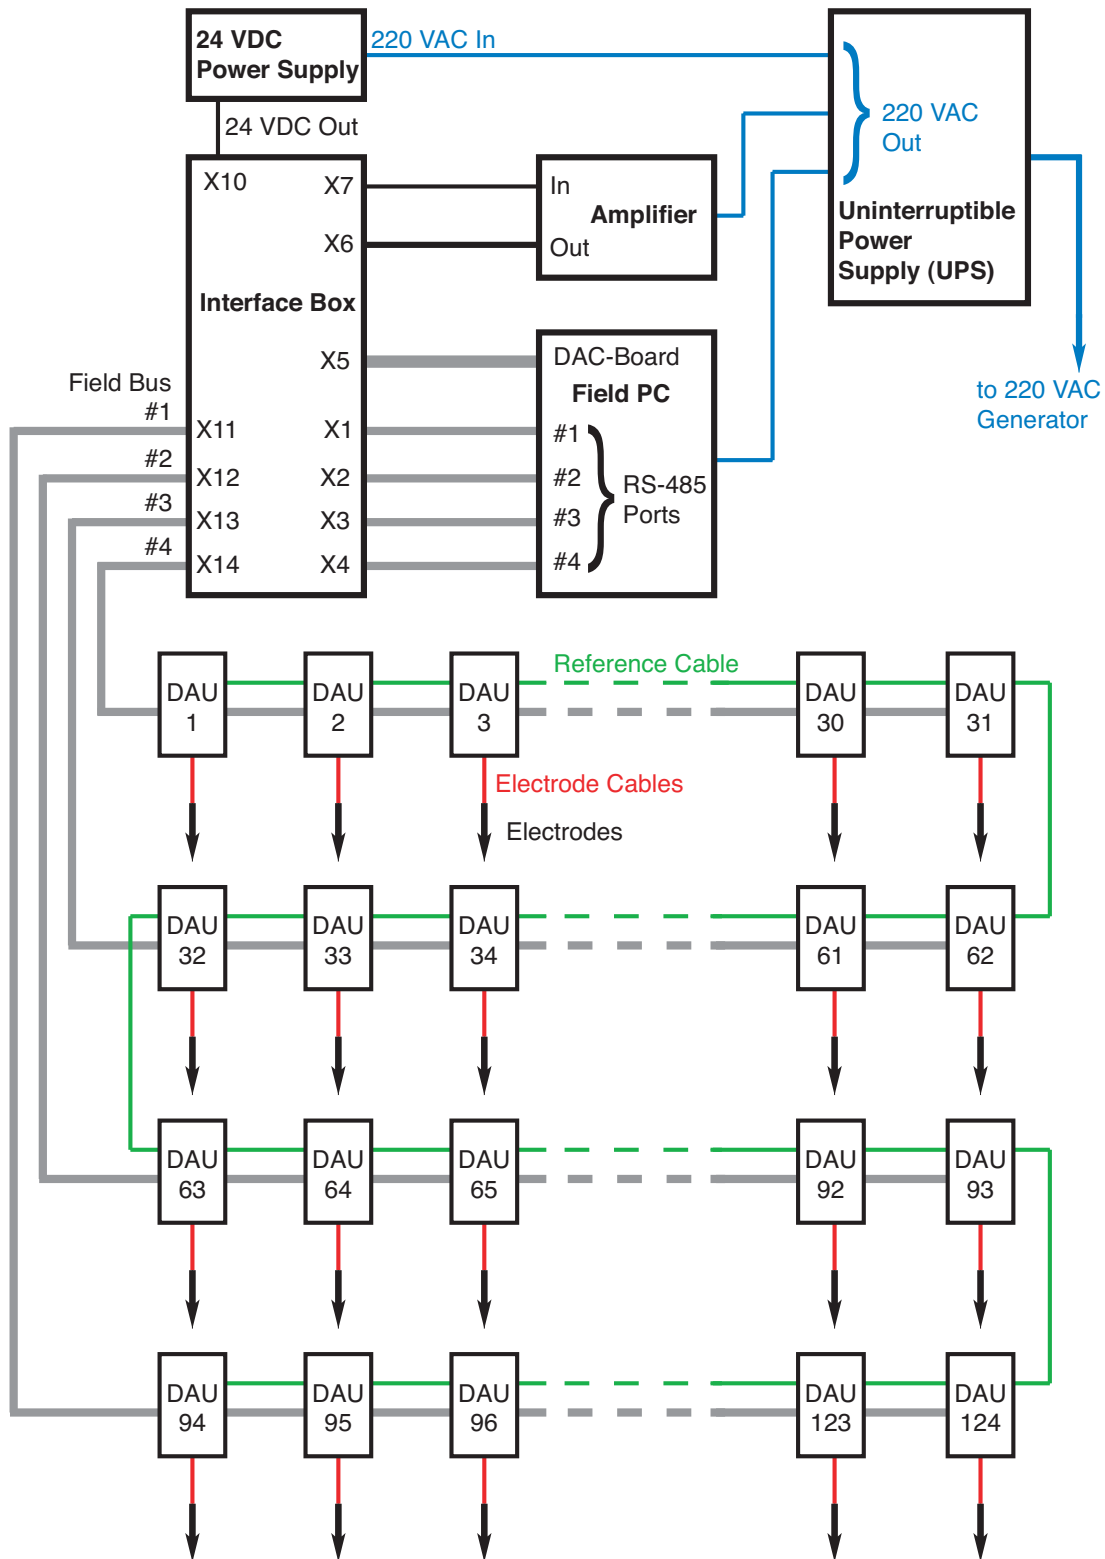 24 VDC
Power Supply
220 VAC In
24 VDC Out
220 VAC
Out
Uninterruptible
Power
Supply (UPS)
to 220 VAC
Generator
X10
X7
X6
Interface Box
X5
X11
X1
X12
X2
X13
X3
X14
X4
In
Amplifier
Out
DAC-Board
Field PC
#1
#2
#3
#4
RS-485
Ports
Field Bus
#1
#2
#3
#4
Reference Cable
DAU
1
DAU
2
DAU
3
DAU
30
DAU
31
Electrode Cables
Electrodes
DAU
32
DAU
33
DAU
34
DAU
61
DAU
62
DAU
63
DAU
64
DAU
65
DAU
92
DAU
93
DAU
94
DAU
95
DAU
96
DAU
123
DAU
124